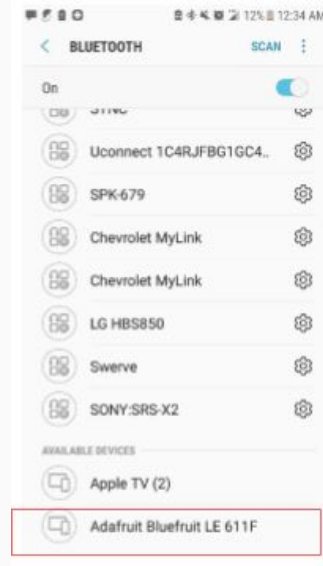 12% 12:34 AM
BLUETOOTH SCAN
On
SYNC
Uconnect 1C4RJFBG1GC4..
SPK-679
Chevrolet MyLink
Chevrolet MyLink
LG HBS850
Swerve
SONY:SRS-X2
AVAILABLE DEVICES
Apple TV (2)
Adafruit Bluefruit LE 611F